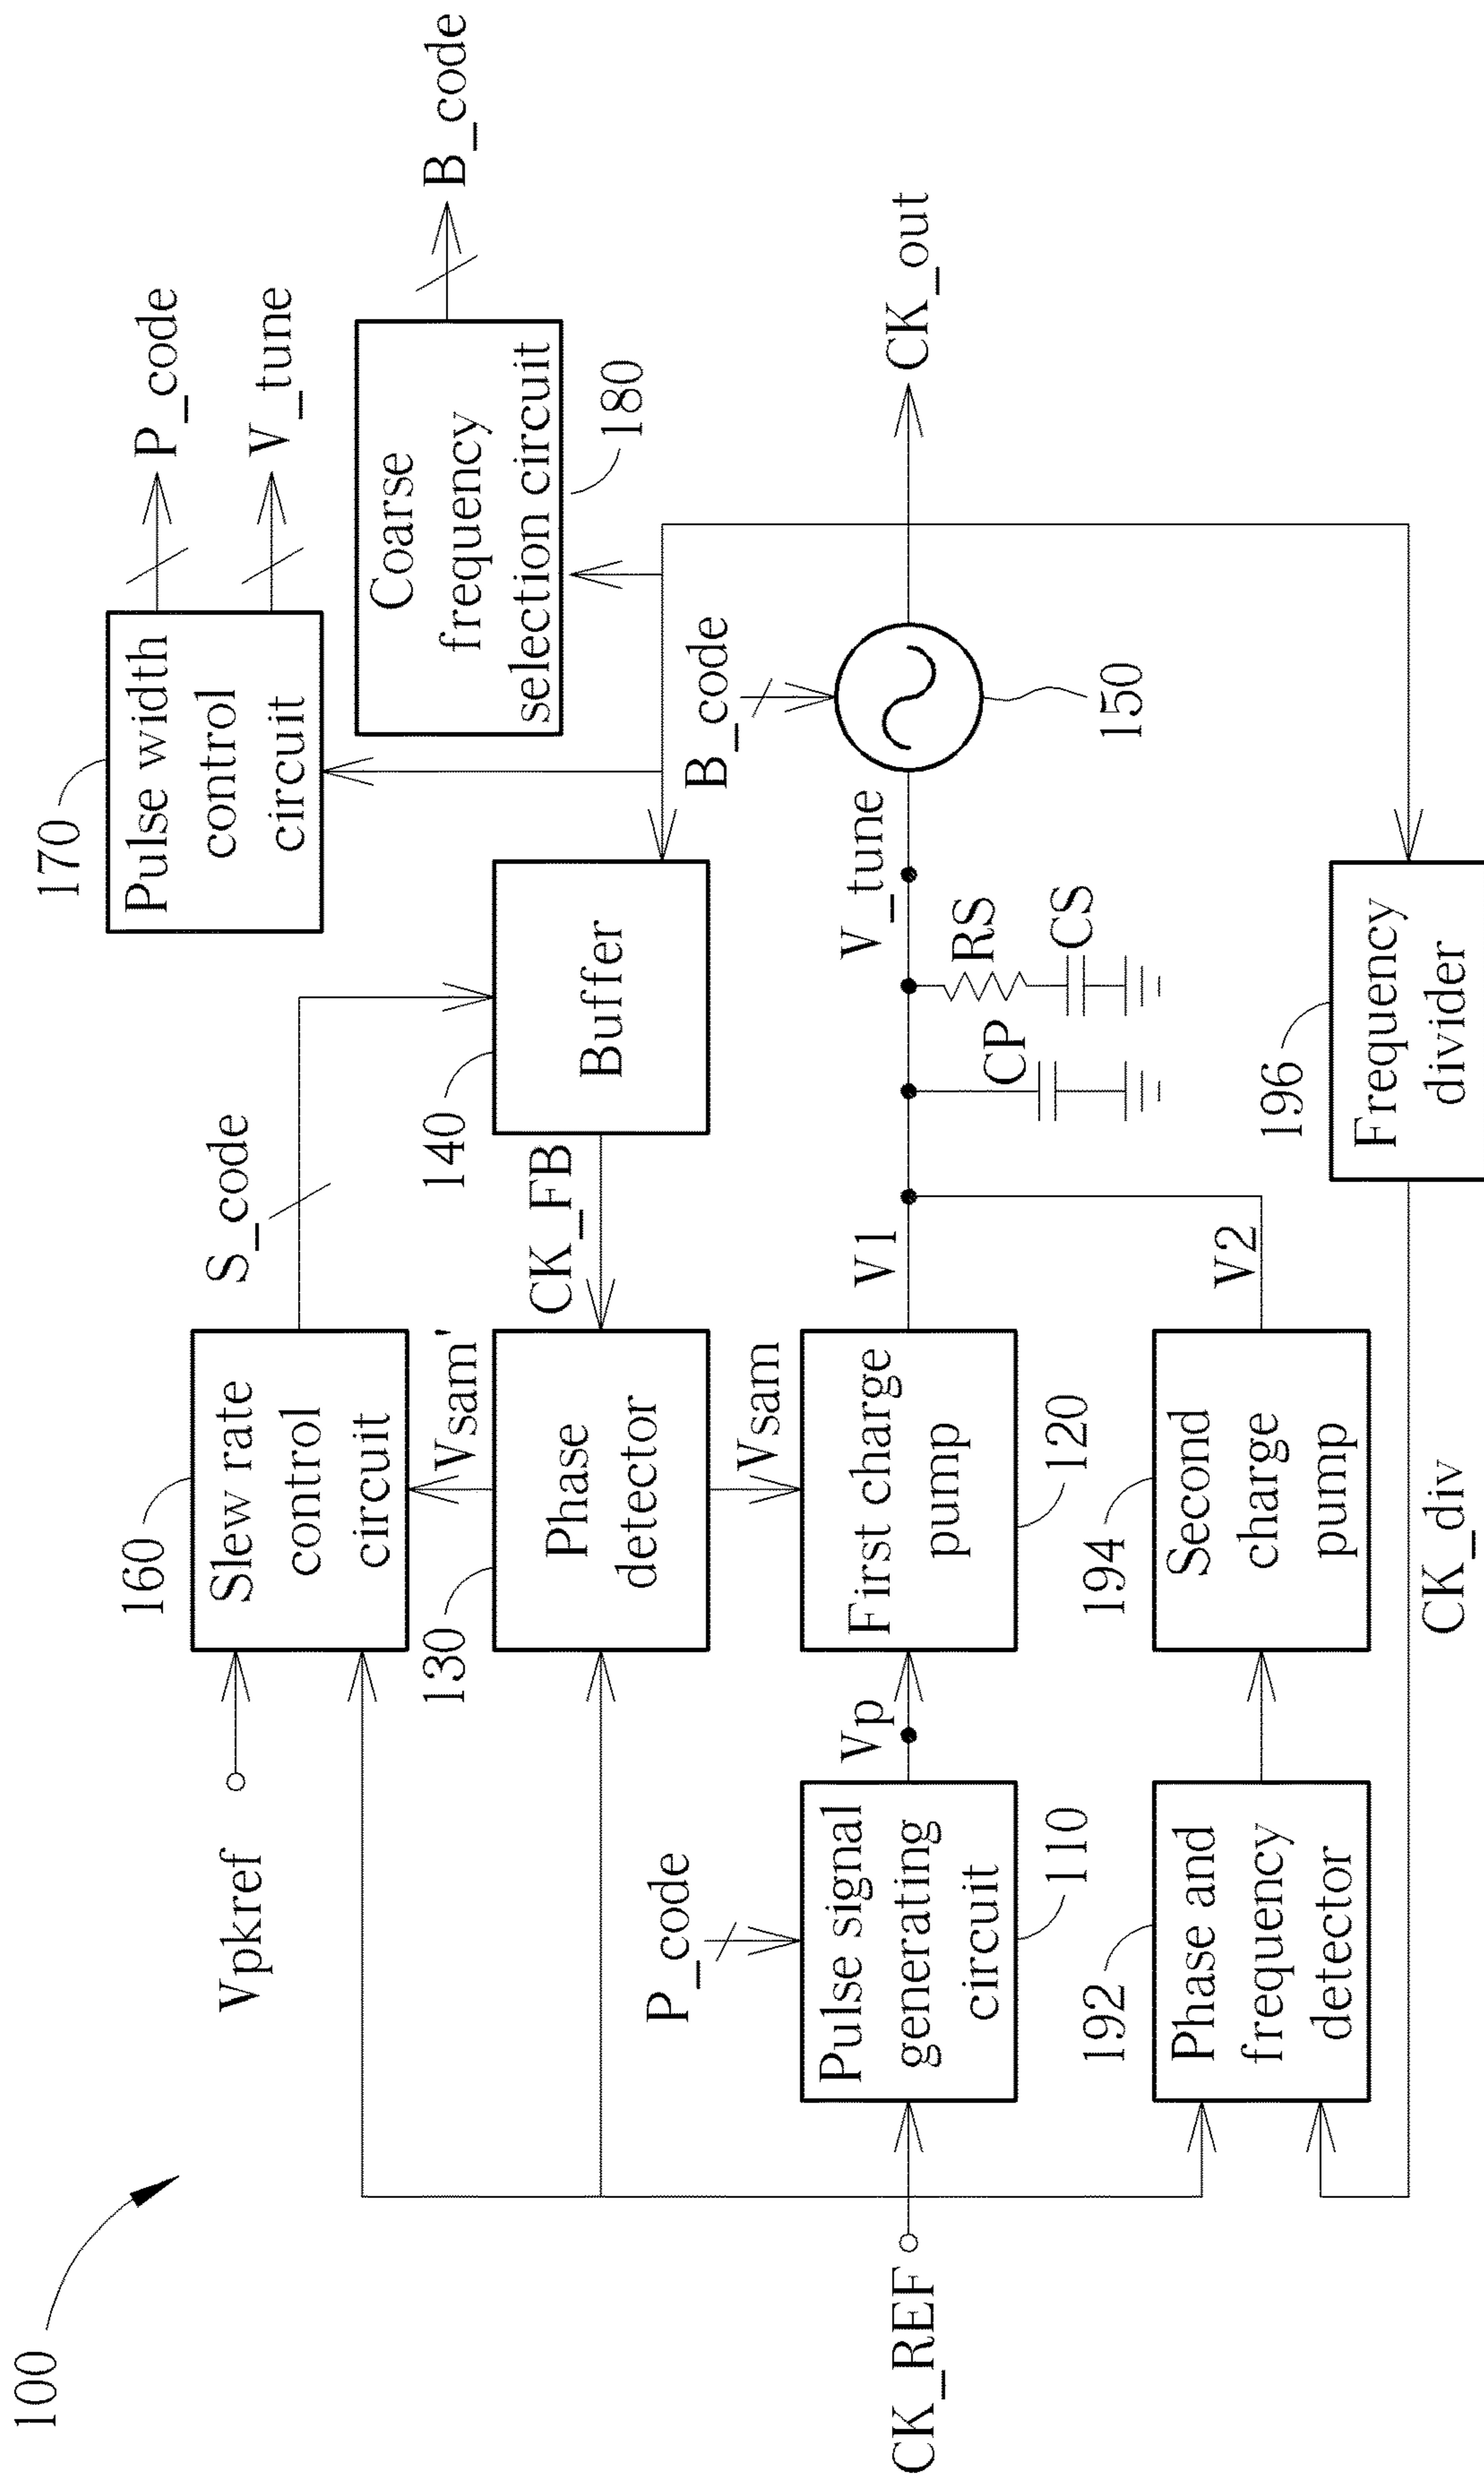 100
170
Pulse width
control
circuit
P_code
V_tune
Coarse
frequency
selection circuit
180
B_code
160
Slew rate
control
circuit
Vpkref
S_code
Vsam'
130
Phase
detector
CK_FB
140
Buffer
Vsam
B_code
P_code
CK_REF
Pulse signal
generating
circuit
110
Vp
First charge
pump
120
V1
CP
RS
CS
V_tune
150
CK_out
192
Phase and
frequency
detector
194
Second
charge
pump
V2
196
Frequency
divider
CK_div